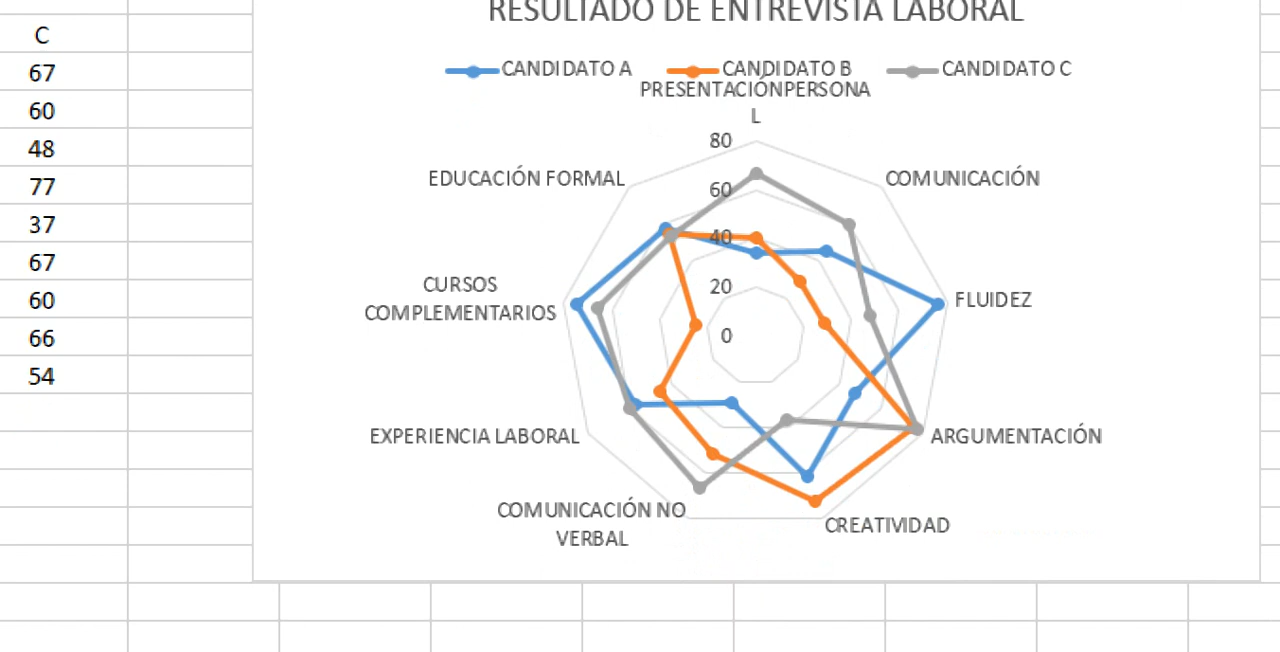 RESULTADO DE ENTREVISTA LABORAL
C
67
60
48
77
37
67
60
66
54
CANDIDATO A
CANDIDATO B
CANDIDATO C
PRESENTACIÓNPERSONA
L
COMUNICACIÓN
FLUIDEZ
ARGUMENTACIÓN
CREATIVIDAD
COMUNICACIÓN NO
VERBAL
EXPERIENCIA LABORAL
CURSOS
COMPLEMENTARIOS
EDUCACIÓN FORMAL
80
60
40
20
0